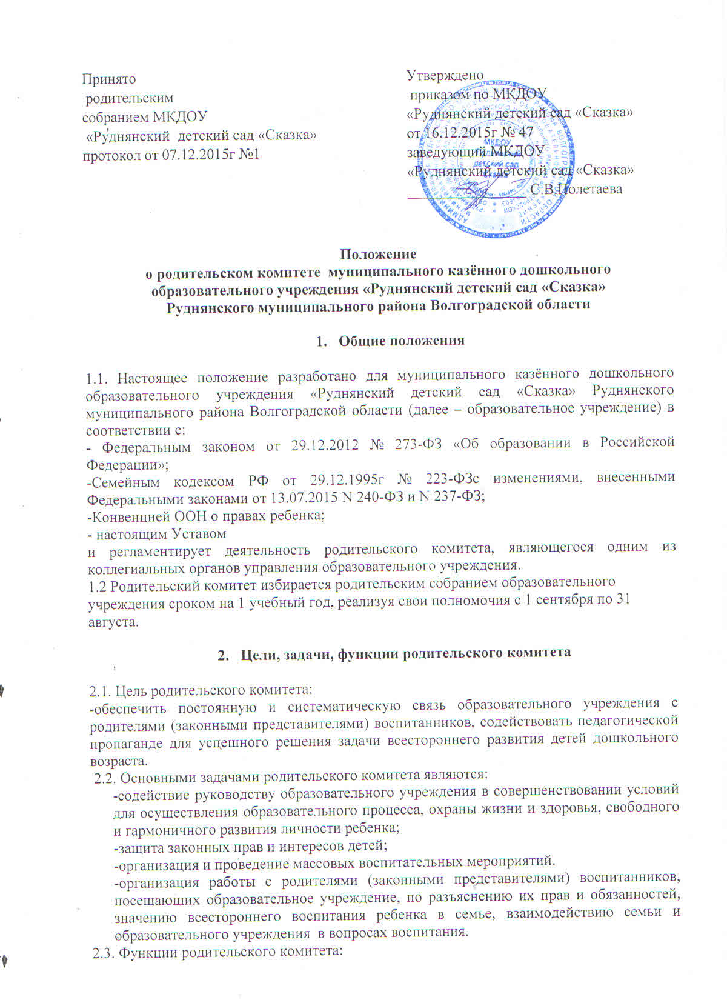 Принято
родительским
собранием МКДОУ
«Руднянский детский сад «Сказка»
протокол от 07.12.2015г №1
Утверждено
приказом по МКДОУ
«Руднянский детский сад «Сказка»
от 16.12.2015г № 47
заведующий МКДОУ
«Руднянский детский сад «Сказка»
С.В.Полетаева
МКДОУ
детский сад
Сказка
Положение
о родительском комитете муниципального казённого дошкольного
образовательного учреждения «Руднянский детский сад «Сказка»
Руднянского муниципального района Волгоградской области
1. Общие положения
1.1. Настоящее положение разработано для муниципального казённого дошкольного
образовательного учреждения «Руднянский детский сад «Сказка» Руднянского
муниципального района Волгоградской области (далее – образовательное учреждение) в
соответствии с:
- Федеральным законом от 29.12.2012 № 273-ФЗ «Об образовании в Российской
Федерации»;
-Семейным кодексом РФ от 29.12.1995г № 223-ФЗс изменениями, внесенными
Федеральными законами от 13.07.2015 N 240-ФЗ и N 237-ФЗ;
-Конвенцией ООН о правах ребенка;
- настоящим Уставом
и регламентирует деятельность родительского комитета, являющегося одним из
коллегиальных органов управления образовательного учреждения.
1.2 Родительский комитет избирается родительским собранием образовательного
учреждения сроком на 1 учебный год, реализуя свои полномочия с 1 сентября по 31
августа.
2. Цели, задачи, функции родительского комитета
2.1. Цель родительского комитета:
-обеспечить постоянную и систематическую связь образовательного учреждения с
родителями (законными представителями) воспитанников, содействовать педагогической
пропаганде для успешного решения задачи всестороннего развития детей дошкольного
возраста.
2.2. Основными задачами родительского комитета являются:
-содействие руководству образовательного учреждения в совершенствовании условий
для осуществления образовательного процесса, охраны жизни и здоровья, свободного
и гармоничного развития личности ребенка;
-защита законных прав и интересов детей;
-организация и проведение массовых воспитательных мероприятий.
-организация работы с родителями (законными представителями) воспитанников,
посещающих образовательное учреждение, по разъяснению их прав и обязанностей,
значению всестороннего воспитания ребенка в семье, взаимодействию семьи и
образовательного учреждения в вопросах воспитания.
2.3. Функции родительского комитета: